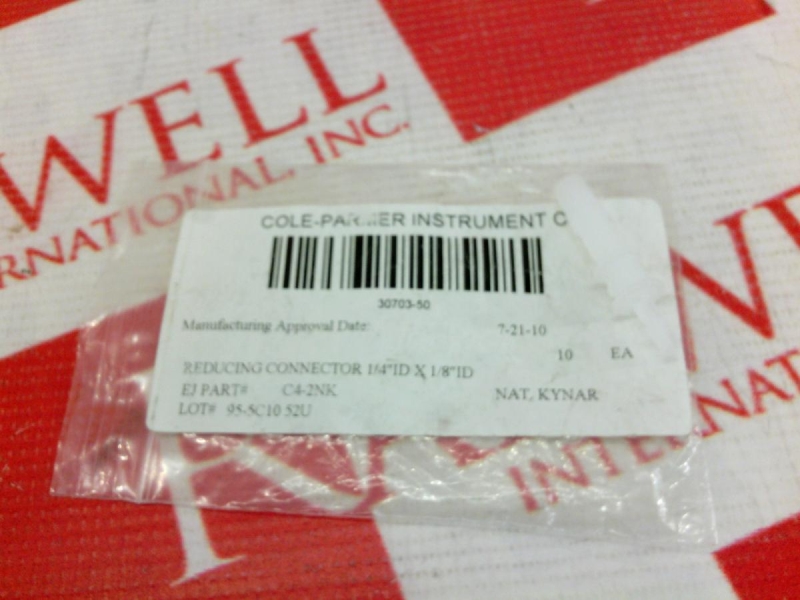 WELL
RNATIONAL, INC.
COLE-PARMER INSTRUMENT C
30703-50
Manufacturing Approval Date: 7-21-10
10 EA
REDUCING CONNECTOR 1/4"ID X 1/8"ID
EJ PART# C4-2NK NAT, KYNAR
LOT# 95-5C10 52U
INTERNAT